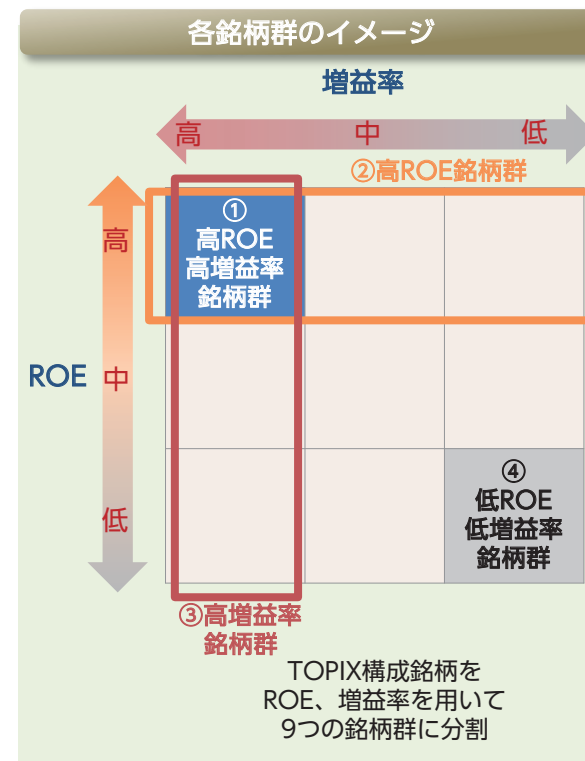 各銘柄群のイメージ
増益率
高 中 低
②高ROE銘柄群
①
高ROE
高増益率
銘柄群
高
ROE 中
低
④
低ROE
低増益率
銘柄群
③高増益率
銘柄群
TOPIX構成銘柄を
ROE、増益率を用いて
9つの銘柄群に分割